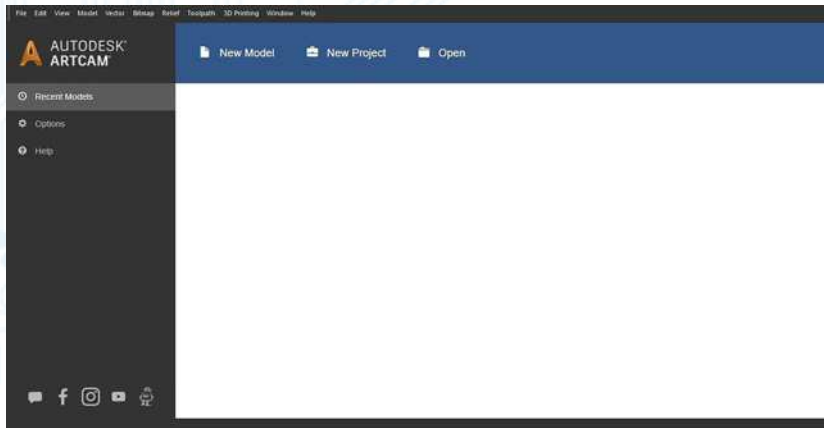 File Edit View Model Vector Bitmap Relief Toolpath 3D Printing Window Help
AUTODESK®
ARTCAM®
New Model New Project Open
Recent Models
Options
Help